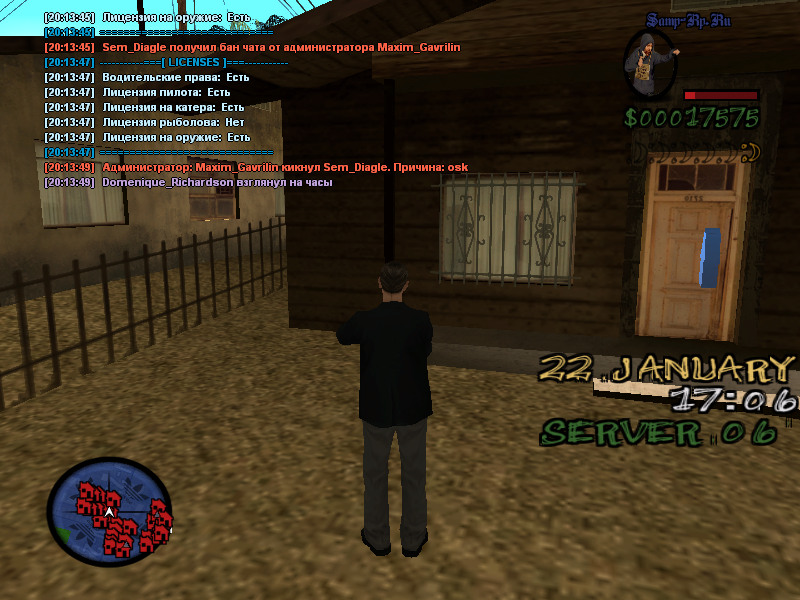 [20:13:45] Лицензия на оружие: Есть
[20:13:45] ===========================
[20:13:45] Sem_Diagle получил бан чата от администратора Maxim_Gavrilin
[20:13:47] -----------===[ LICENSES ]===-----------
[20:13:47] Водительские права: Есть
[20:13:47] Лицензия пилота: Есть
[20:13:47] Лицензия на катера: Есть
[20:13:47] Лицензия рыболова: Нет
[20:13:47] Лицензия на оружие: Есть
[20:13:47] ===========================
[20:13:49] Администратор: Maxim_Gavrilin кикнул Sem_Diagle. Причина: osk
[20:13:49] Domenique_Richardson взглянул на часы
Samp-Rp.Ru
$00017575
22 JANUARY
17:06
SERVER 06